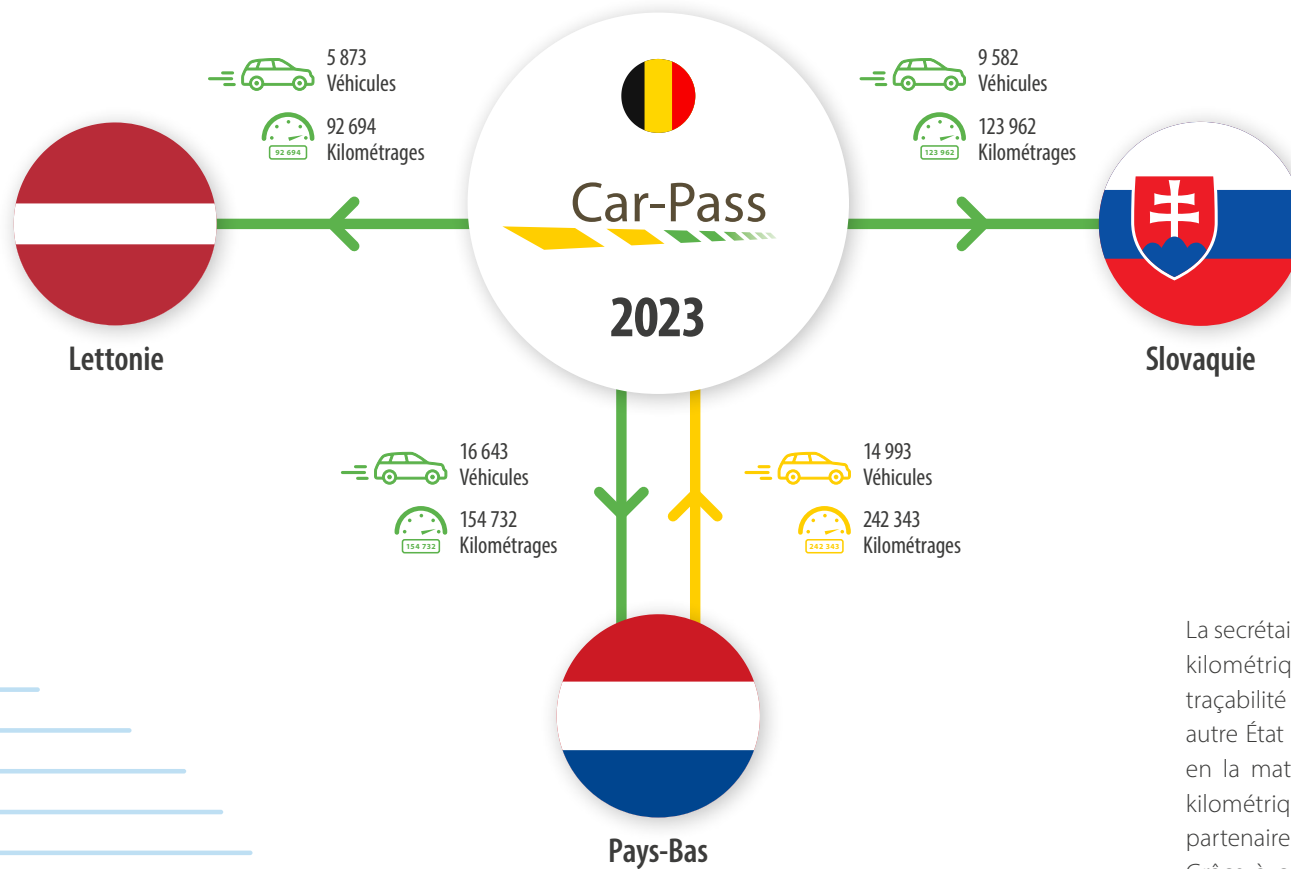 5 873
Véhicules
92 694
92 694
Kilométrages
Lettonie
Car-Pass
2023
9 582
Véhicules
123 962
123 962
Kilométrages
Slovaquie
16 643
Véhicules
154 732
154 732
Kilométrages
14 993
Véhicules
242 343
242 343
Kilométrages
Pays-Bas
La secrétai
kilométriq
traçabilité
autre État
en la mat
kilométriq
partenaire